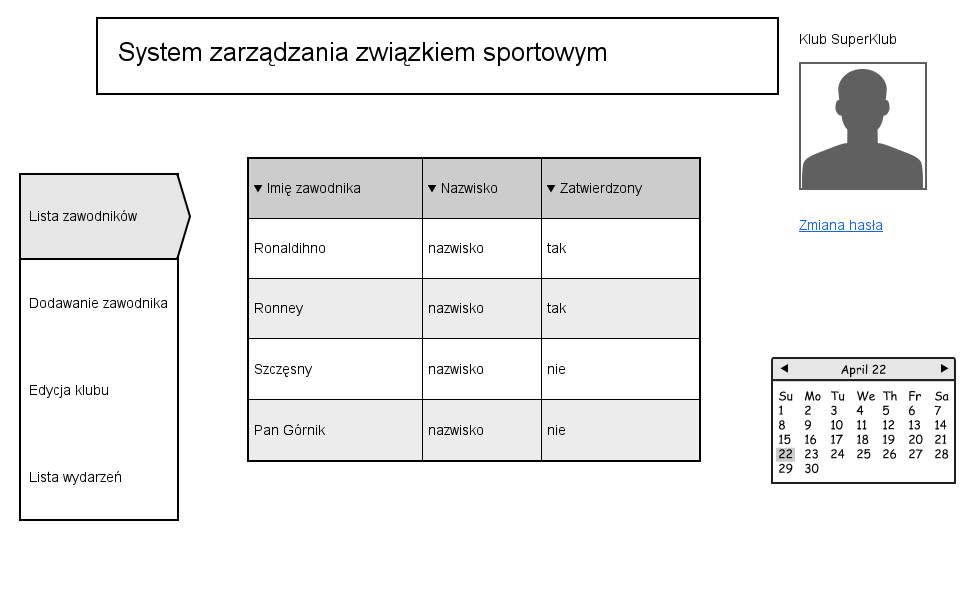 System zarządzania związkiem sportowym
Klub SuperKlub
Zmiana hasła
Lista zawodników
Dodawanie zawodnika
Edycja klubu
Lista wydarzeń
Imię zawodnika Nazwisko Zatwierdzony
Ronaldihno nazwisko tak
Ronney nazwisko tak
Szczęsny nazwisko nie
Pan Górnik nazwisko nie
April 22
Su Mo Tu We Th Fr Sa
1 2 3 4 5 6 7
8 9 10 11 12 13 14
15 16 17 18 19 20 21
22 23 24 25 26 27 28
29 30